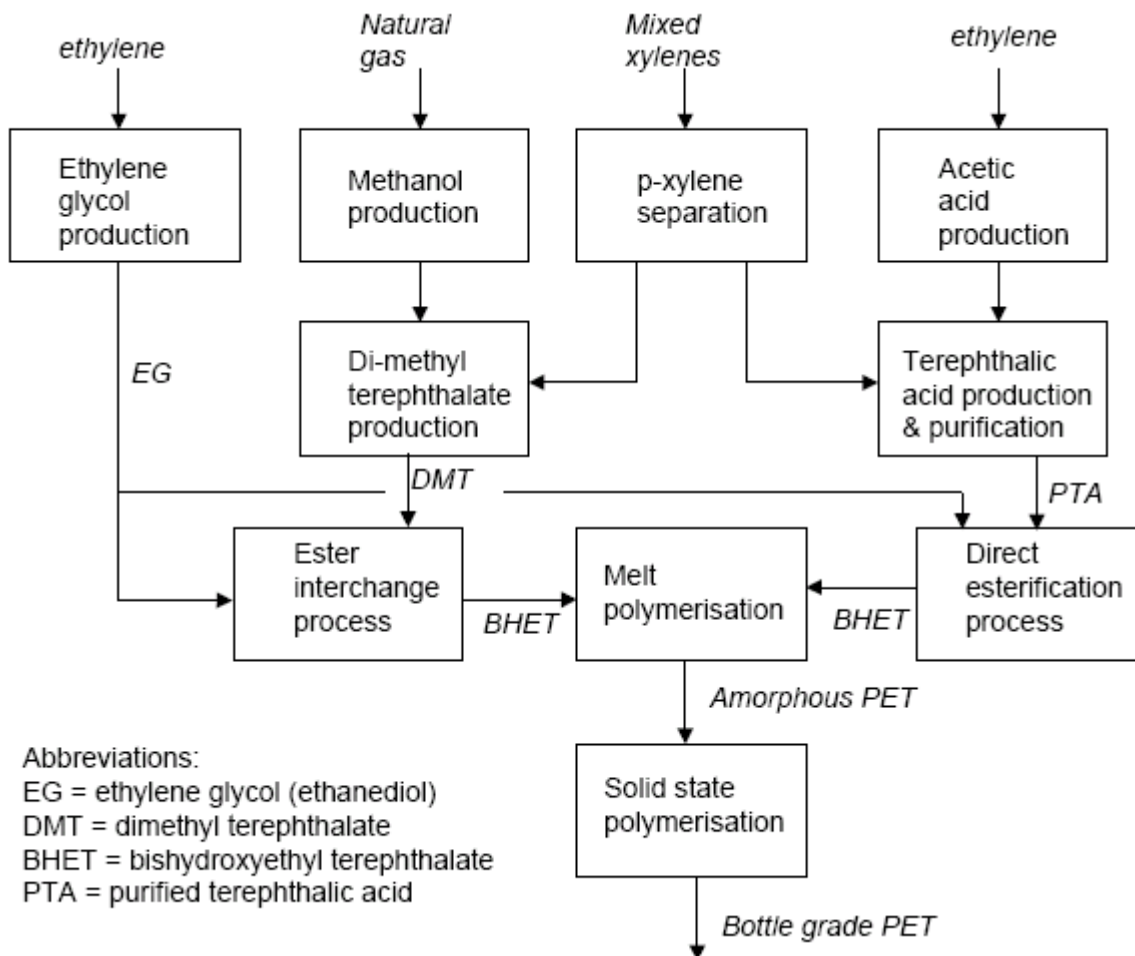 ethylene
Natural
gas
Mixed
xylenes
ethylene
Ethylene
glycol
production
Methanol
production
p-xylene
separation
Acetic
acid
production
EG
Di-methyl
terephthalate
production
Terephthalic
acid production
& purification
DMT
PTA
Ester
interchange
process
BHET
Melt
polymerisation
BHET
Direct
esterification
process
Amorphous PET
Abbreviations:
EG = ethylene glycol (ethanediol)
DMT = dimethyl terephthalate
BHET = bishydroxyethyl terephthalate
PTA = purified terephthalic acid
Solid state
polymerisation
Bottle grade PET